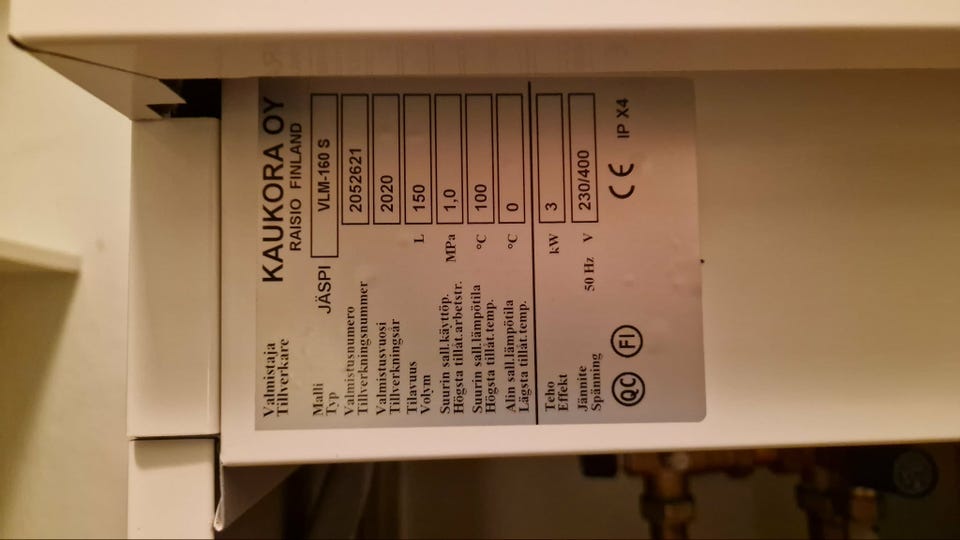 Valmistaja KAUKORA OY
Tillverkare RAISIO FINLAND
Malli JÄSPI VLM-160 S
Typ
Valmistusnumero 2052621
Tillverkningsnummer
Valmistusvuosi 2020
Tillverkningsår
Tilavuus L 150
Volym
Suurin sall.käyttöp. MPa 1,0
Högsta tillåt.arbetstr.
Suurin sall.lämpötila °C 100
Högsta tillåt.temp.
Alin sall.lämpötila °C 0
Lägsta tillåt.temp.
Teho kW 3
Effekt
Jännite 50 Hz V 230/400
Spänning
QC FI CE IP X4